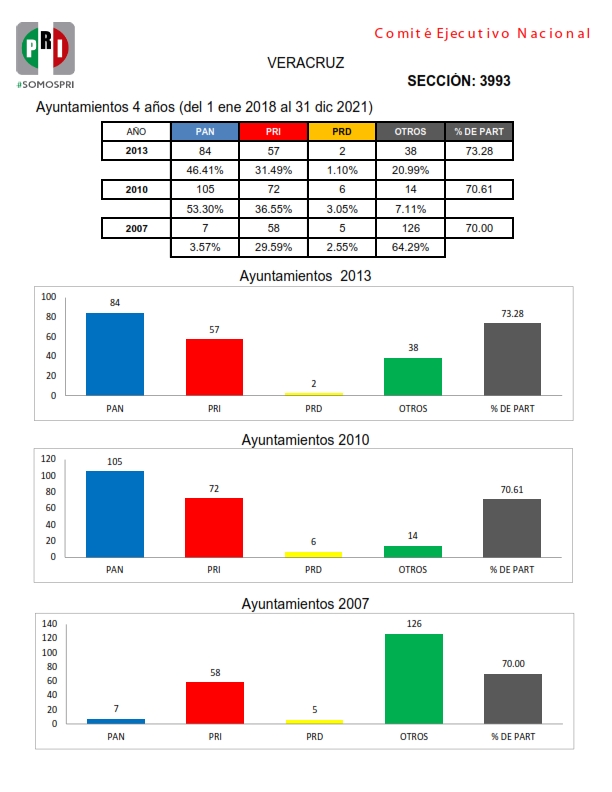 Comité Ejecutivo Nacional
PRI
#SOMOSPRI
VERACRUZ
SECCIÓN: 3993
Ayuntamientos 4 años (del 1 ene 2018 al 31 dic 2021)
AÑO PAN PRI PRD OTROS % DE PART
2013 84 57 2 38 73.28
46.41% 31.49% 1.10% 20.99%
2010 105 72 6 14 70.61
53.30% 36.55% 3.05% 7.11%
2007 7 58 5 126 70.00
3.57% 29.59% 2.55% 64.29%
Ayuntamientos 2013
100
80
60
40
20
0
84
57
2
38
73.28
PAN PRI PRD OTROS % DE PART
Ayuntamientos 2010
120
100
80
60
40
20
0
105
72
6
14
70.61
PAN PRI PRD OTROS % DE PART
Ayuntamientos 2007
140
120
100
80
60
40
20
0
7
58
5
126
70.00
PAN PRI PRD OTROS % DE PART